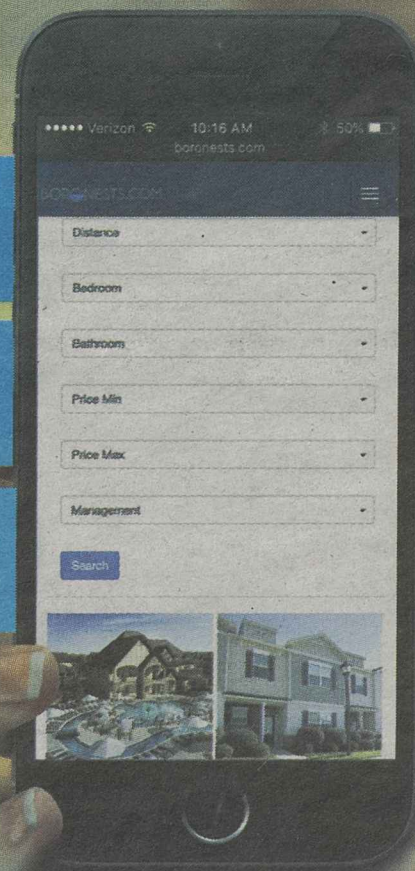 Verizon 10:16 AM 50%
boronests.com
BORONESTS.COM
Distance
Bedroom
Bathroom
Price Min
Price Max
Management
Search